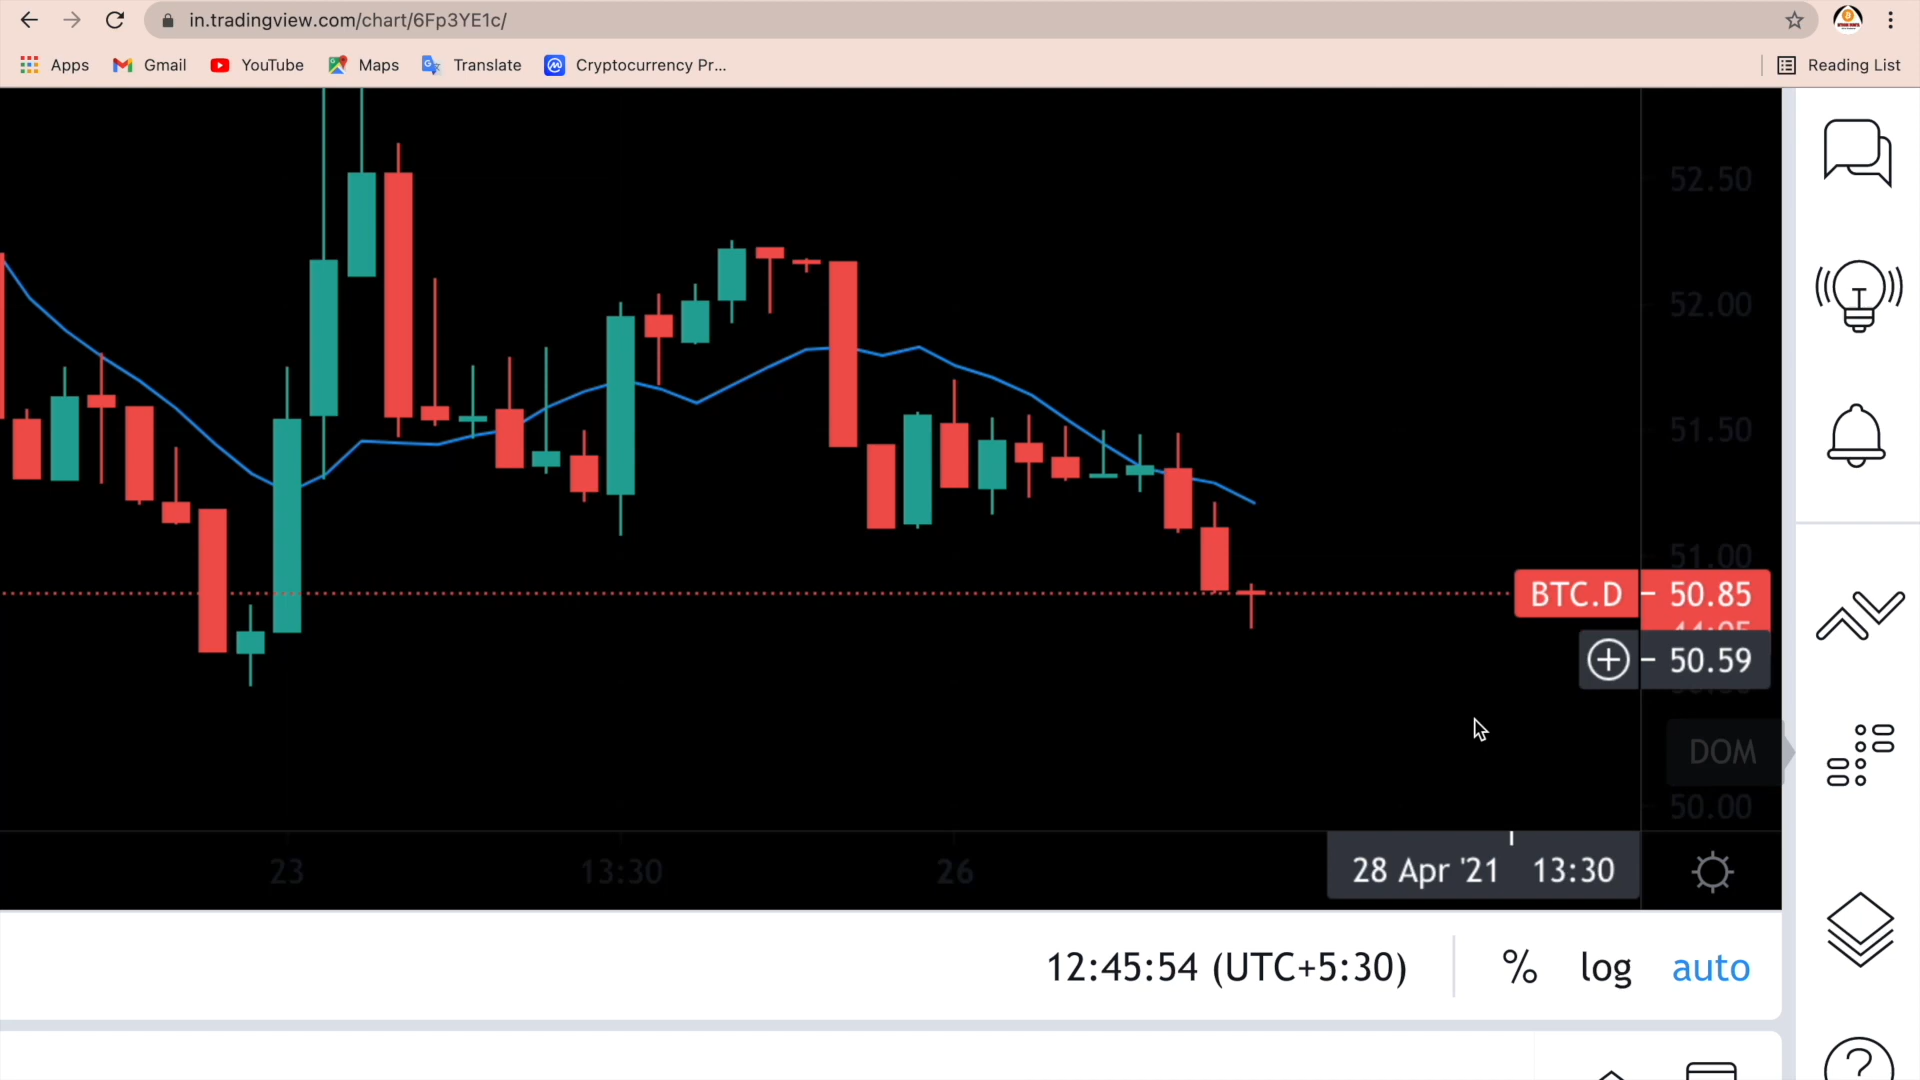 in.tradingview.com/chart/6Fp3YE1c/
Apps Gmail YouTube Maps Translate Cryptocurrency Pr... Reading List
52.50
52.00
51.50
51.00
BTC.D 50.85
50.59
DOM
50.00
23 13:30 26 28 Apr '21 13:30
12:45:54 (UTC+5:30) % log auto